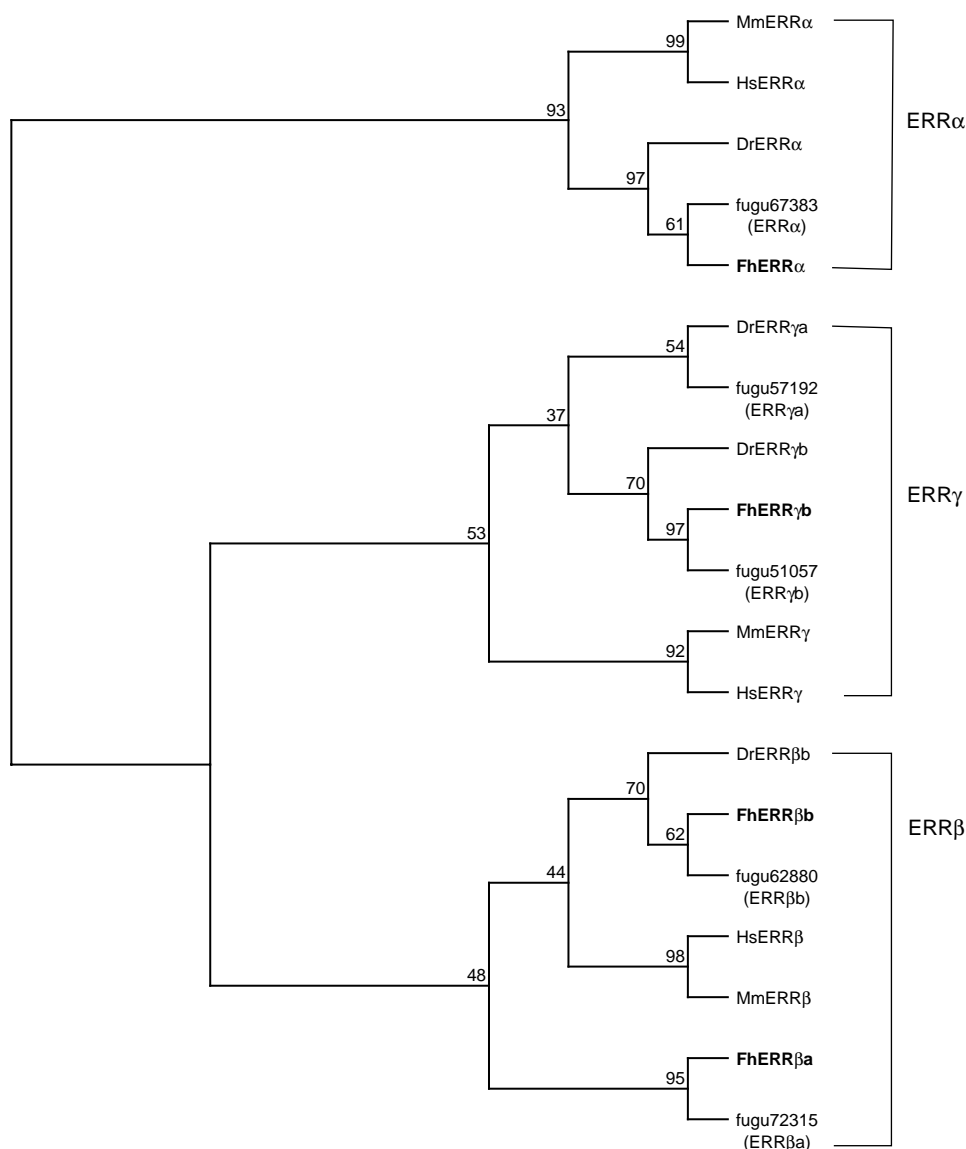 MmERRα
99
HsERRα
ERRα
93
DrERRα
97
fugu67383
(ERRα)
61
FhERRα
DrERRγa
54
fugu57192
(ERRγa)
37
DrERRγb
70
ERRγ
FhERRγb
97
53
fugu51057
(ERRγb)
MmERRγ
92
HsERRγ
DrERRβb
70
FhERRβb
ERRβ
62
fugu62880
(ERRβb)
44
HsERRβ
98
48
MmERRβ
FhERRβa
95
fugu72315
(ERRβa)